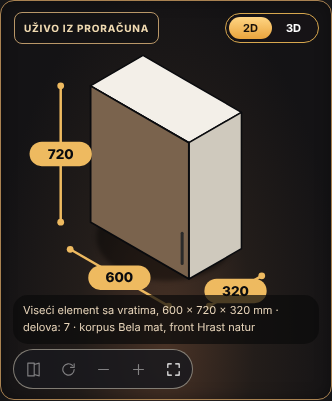 UŽIVO IZ PRORAČUNA
2D 3D
720
600
320
Viseći element sa vratima, 600 × 720 × 320 mm ·
delova: 7 · korpus Bela mat, front Hrast natur